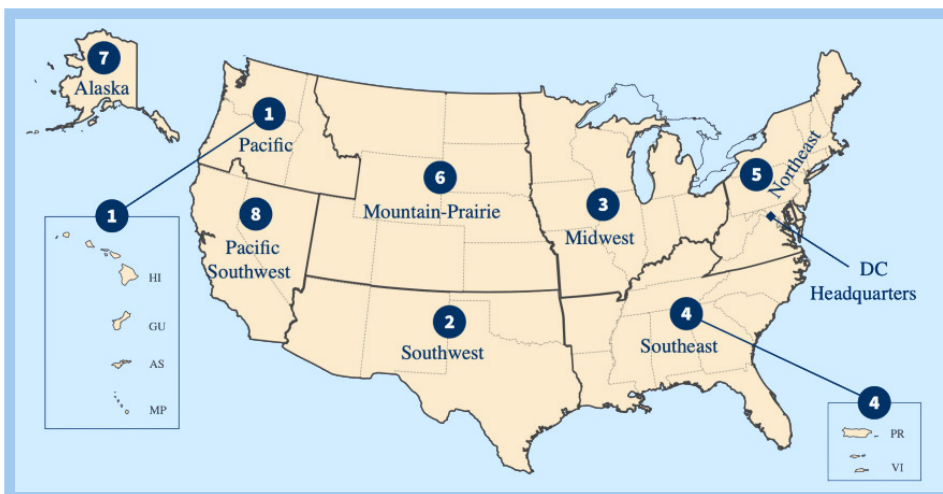 7
Alaska
1
Pacific
6
Mountain-Prairie
5
Northeast
3
Midwest
8
Pacific
Southwest
1
HI
GU
AS
MP
DC
Headquarters
2
Southwest
4
Southeast
4
PR
VI